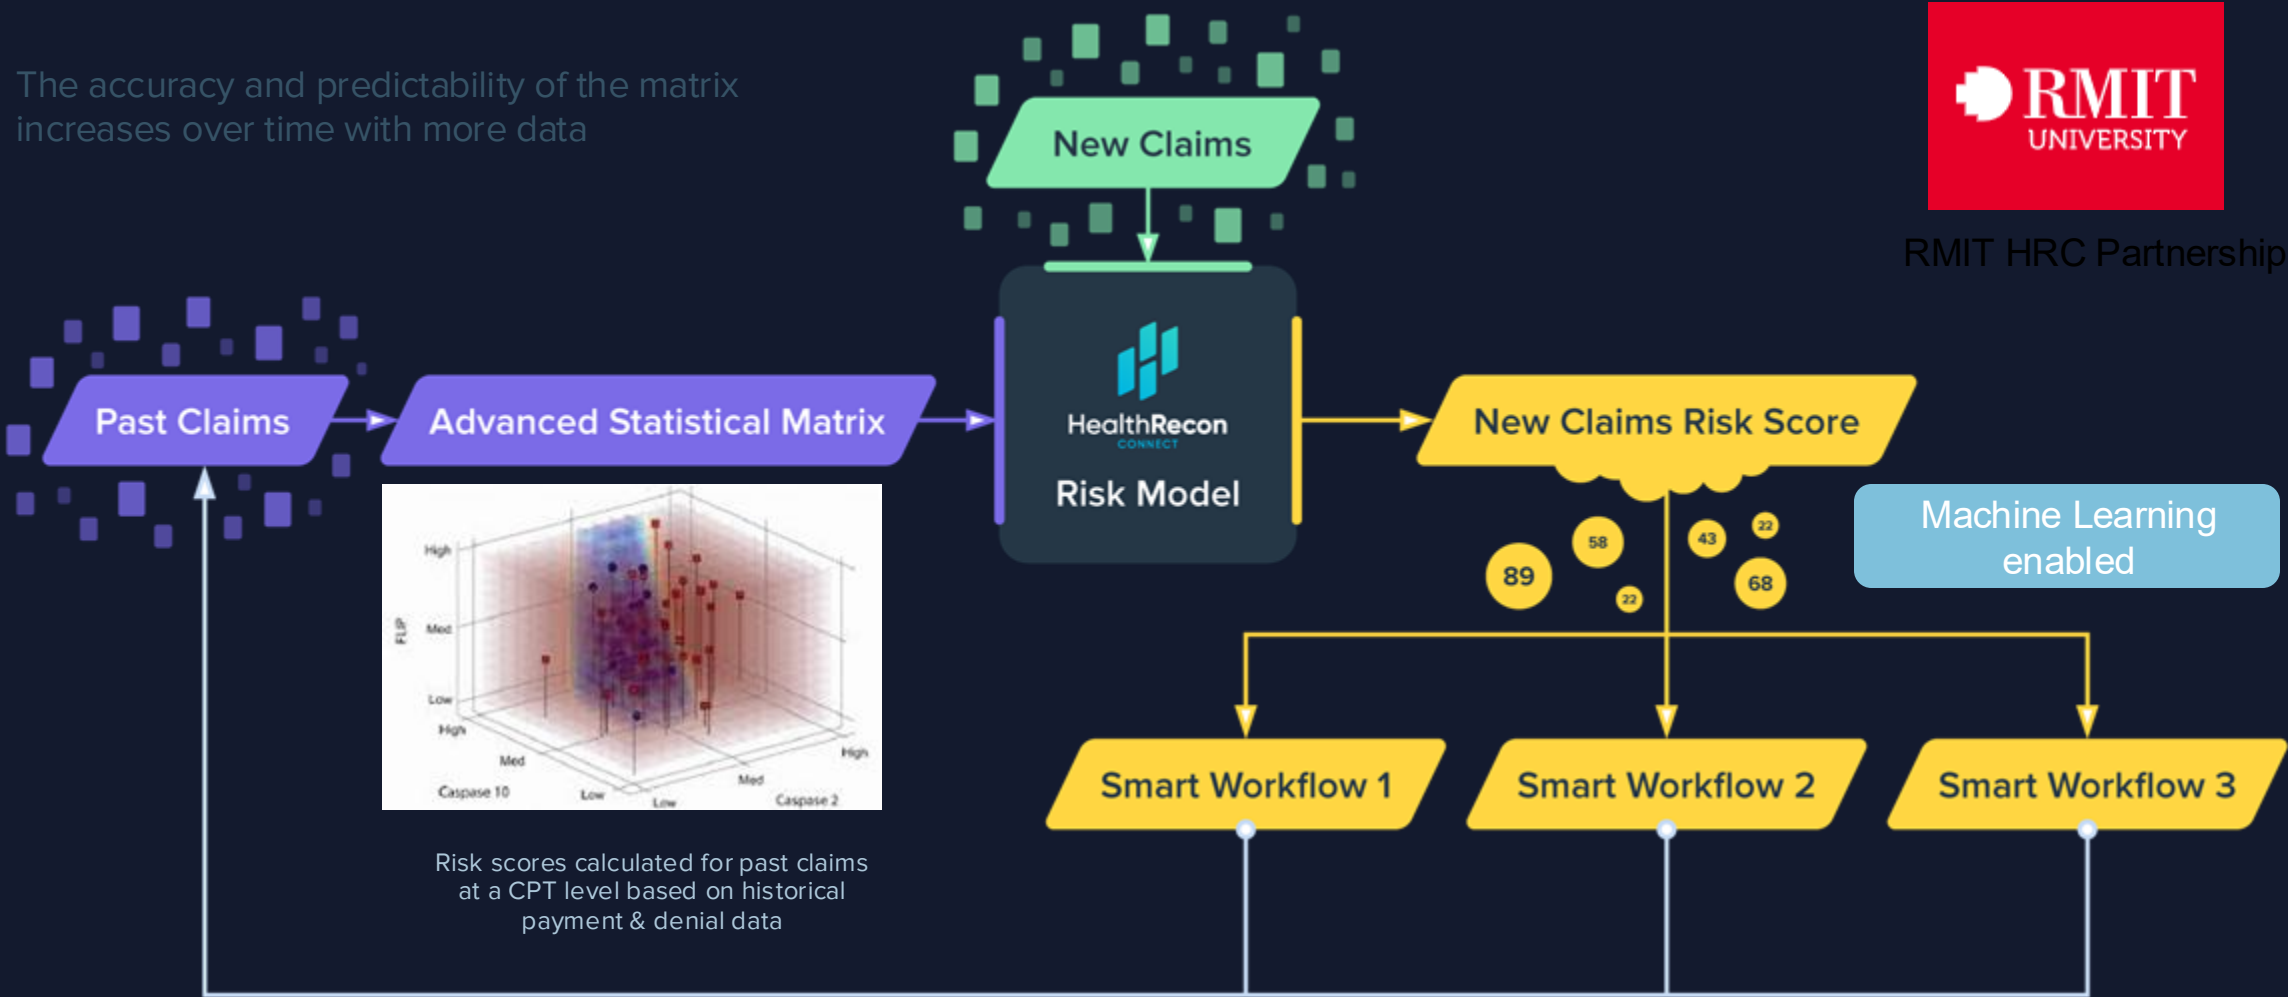 The accuracy and predictability of the matrix
increases over time with more data
New Claims
RMIT
UNIVERSITY
RMIT HRC Partnership
Past Claims
Advanced Statistical Matrix
HealthRecon
CONNECT
Risk Model
New Claims Risk Score
Machine Learning
enabled
89
58
22
43
22
68
High
Med
Low
FLIP
High
Med
Low
Caspase 10
Low
Med
High
Caspase 2
Risk scores calculated for past claims
at a CPT level based on historical
payment & denial data
Smart Workflow 1
Smart Workflow 2
Smart Workflow 3